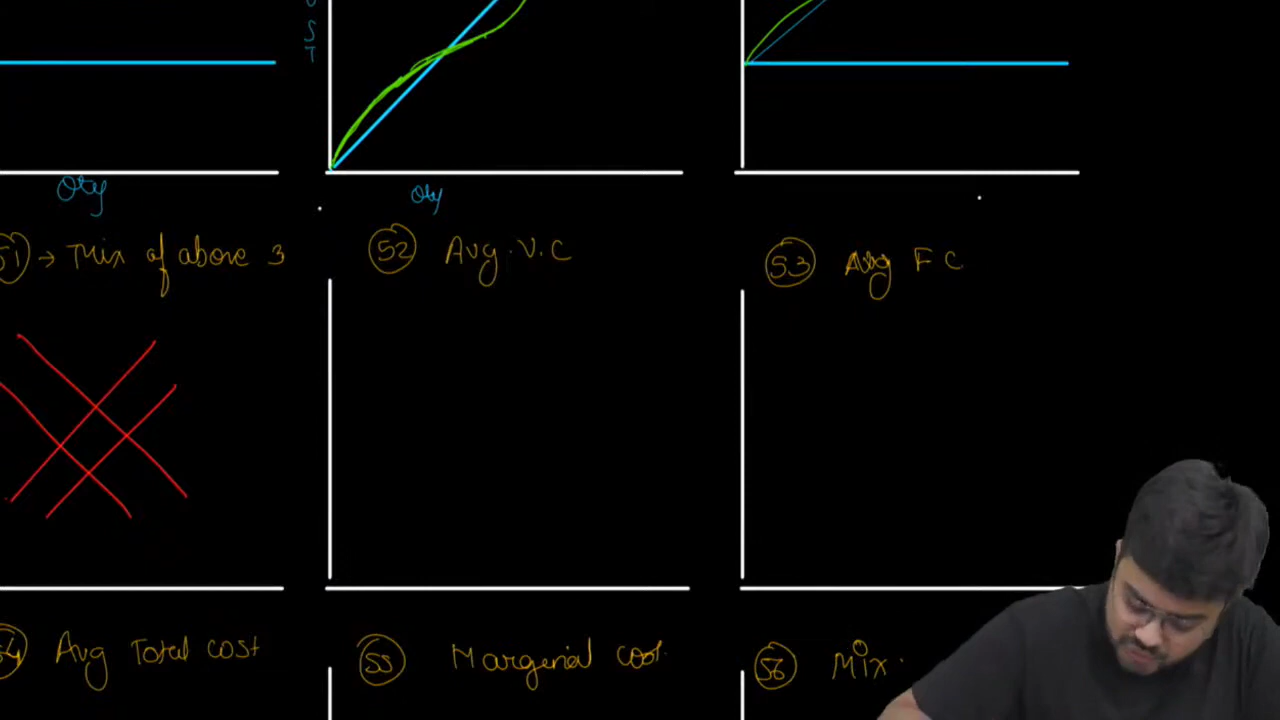 S
T
Qty
Qty
51 → Mix of above 3
52 Avg. V.C
53 Avg F C
54 Avg Total cost
55 Marginal cost
56 Mix.